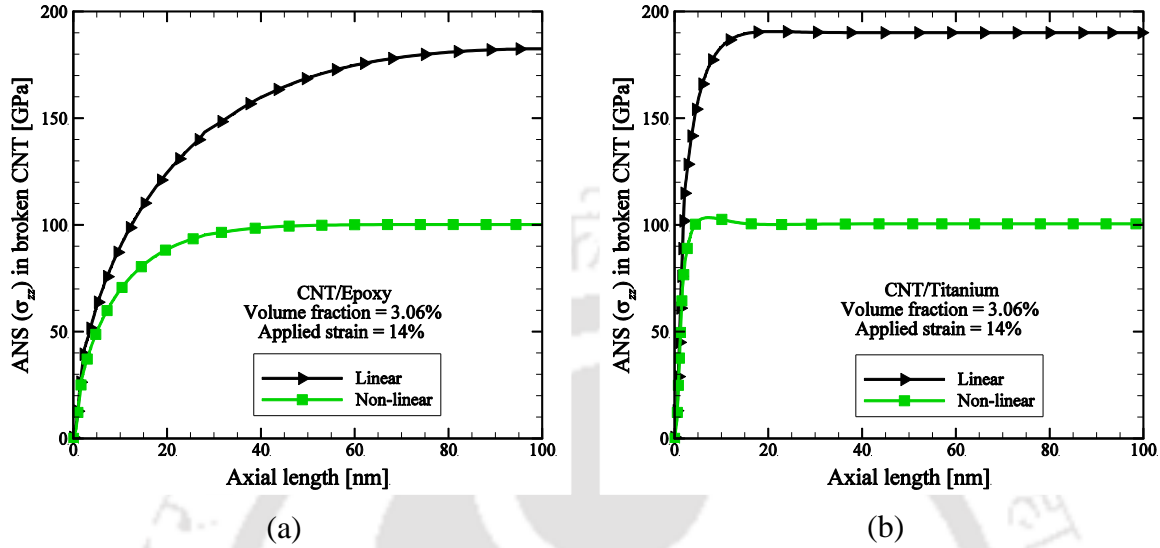 ANS (σzz) in broken CNT [GPa]
200
150
100
50
0
CNT/Epoxy
Volume fraction = 3.06%
Applied strain = 14%
Linear
Non-linear
0 20 40 60 80 100
Axial length [nm]
(a)
ANS (σzz) in broken CNT [GPa]
200
150
100
50
0
CNT/Titanium
Volume fraction = 3.06%
Applied strain = 14%
Linear
Non-linear
0 20 40 60 80 100
Axial length [nm]
(b)